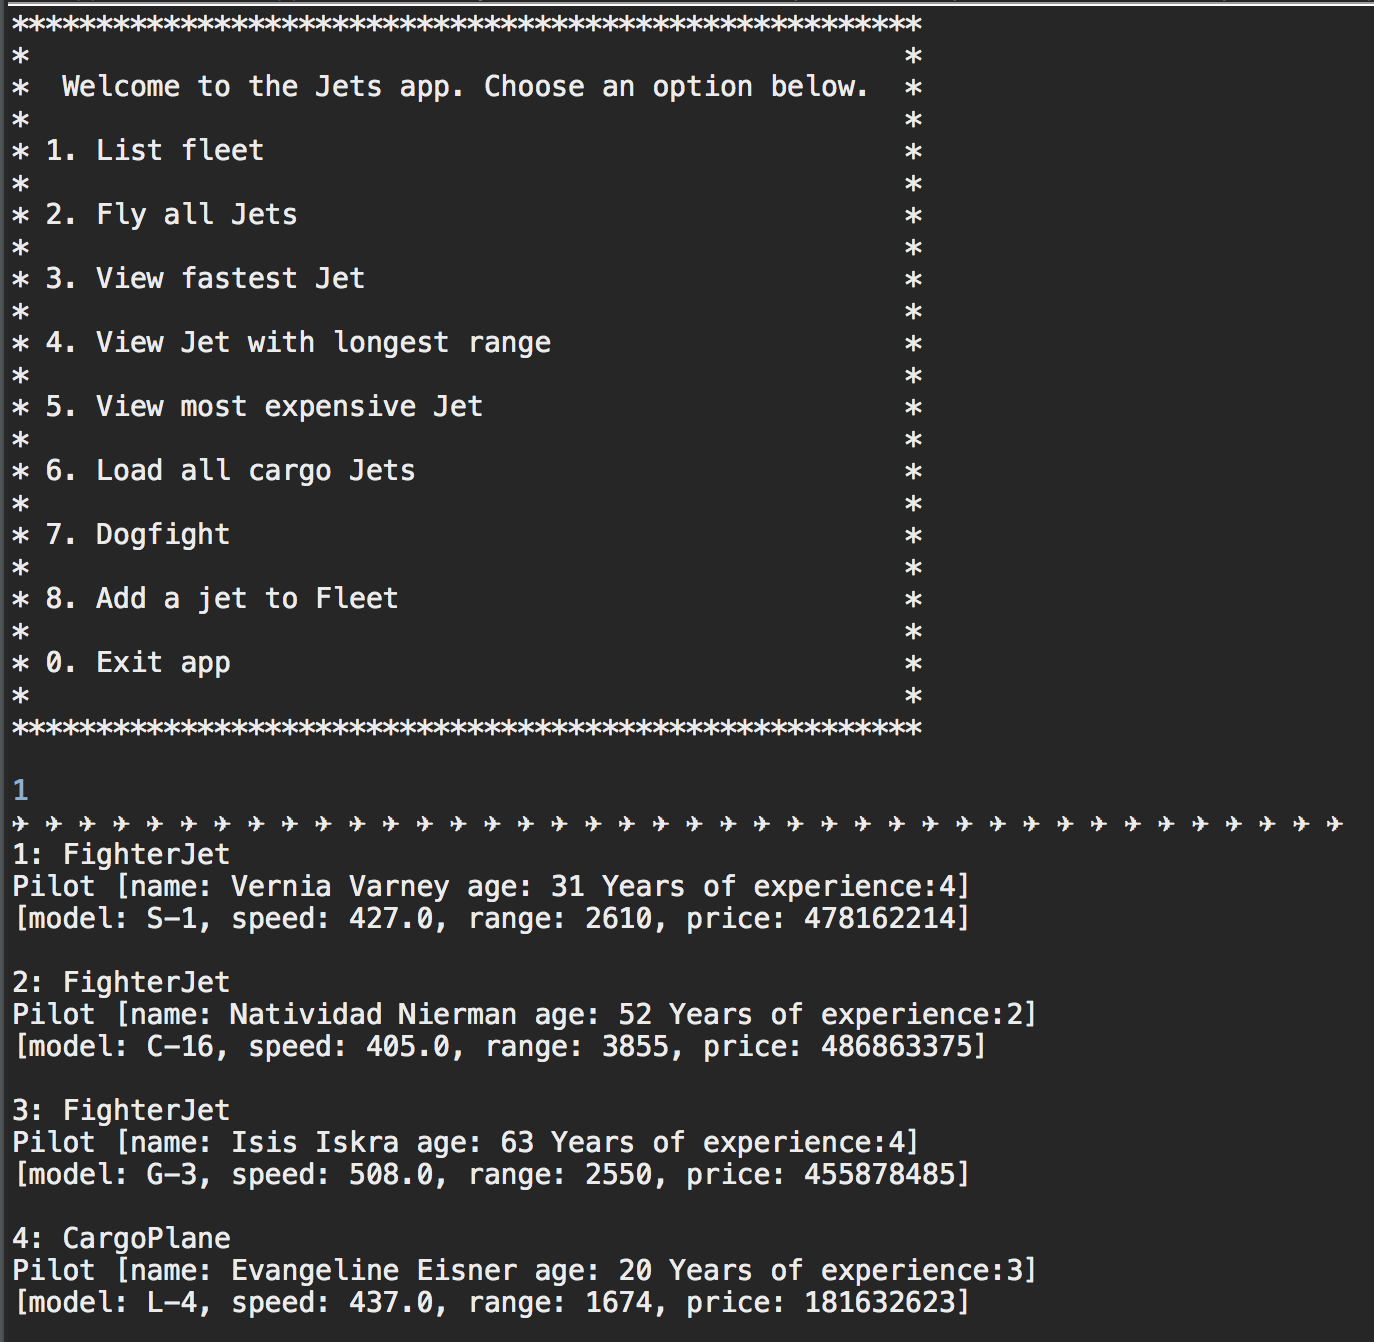 ******************************************************
*                                                    *
*  Welcome to the Jets app. Choose an option below.  *
*                                                    *
* 1. List fleet                                      *
*                                                    *
* 2. Fly all Jets                                    *
*                                                    *
* 3. View fastest Jet                                *
*                                                    *
* 4. View Jet with longest range                     *
*                                                    *
* 5. View most expensive Jet                         *
*                                                    *
* 6. Load all cargo Jets                             *
*                                                    *
* 7. Dogfight                                        *
*                                                    *
* 8. Add a jet to Fleet                              *
*                                                    *
* 0. Exit app                                        *
*                                                    *
******************************************************
1
✈ ✈ ✈ ✈ ✈ ✈ ✈ ✈ ✈ ✈ ✈ ✈ ✈ ✈ ✈ ✈ ✈ ✈ ✈ ✈ ✈ ✈ ✈ ✈ ✈ ✈ ✈ ✈ ✈ ✈ ✈ ✈ ✈ ✈ ✈ ✈ ✈ ✈ ✈ ✈
1: FighterJet
Pilot [name: Vernia Varney age: 31 Years of experience:4]
[model: S-1, speed: 427.0, range: 2610, price: 478162214]
2: FighterJet
Pilot [name: Natividad Nierman age: 52 Years of experience:2]
[model: C-16, speed: 405.0, range: 3855, price: 486863375]
3: FighterJet
Pilot [name: Isis Iskra age: 63 Years of experience:4]
[model: G-3, speed: 508.0, range: 2550, price: 455878485]
4: CargoPlane
Pilot [name: Evangeline Eisner age: 20 Years of experience:3]
[model: L-4, speed: 437.0, range: 1674, price: 181632623]